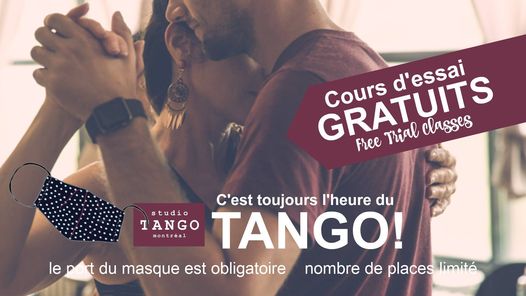 Cours d'essai
GRATUITS
Free Trial classes
C'est toujours l'heure du
studio
TANGO
montréal
TANGO!
le port du masque est obligatoire
nombre de places limité